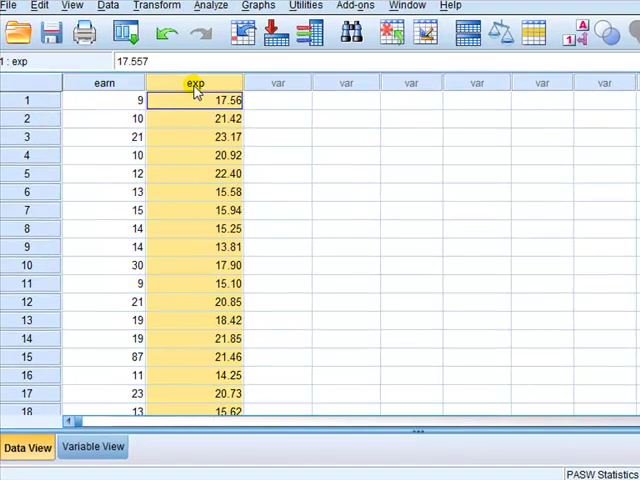 File Edit View Data Transform Analyze Graphs Utilities Add-ons Window Help
1 : exp 17.557
earn exp var var var var var var
1 9 17.56
2 10 21.42
3 21 23.17
4 10 20.92
5 12 22.40
6 13 15.58
7 15 15.94
8 14 15.25
9 14 13.81
10 30 17.90
11 9 15.10
12 21 20.85
13 19 18.42
14 19 21.85
15 87 21.46
16 11 14.25
17 23 20.73
18 13 15.62
Data View Variable View
PASW Statistics